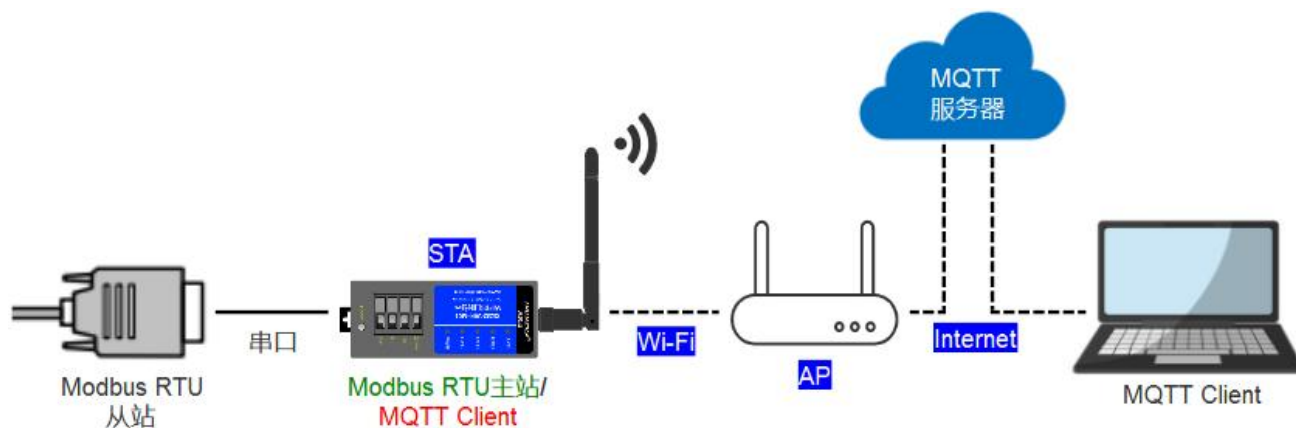 MQTT
服务器
STA
串口
Wi-Fi
AP
Internet
Modbus RTU
从站
Modbus RTU主站/
MQTT Client
MQTT Client